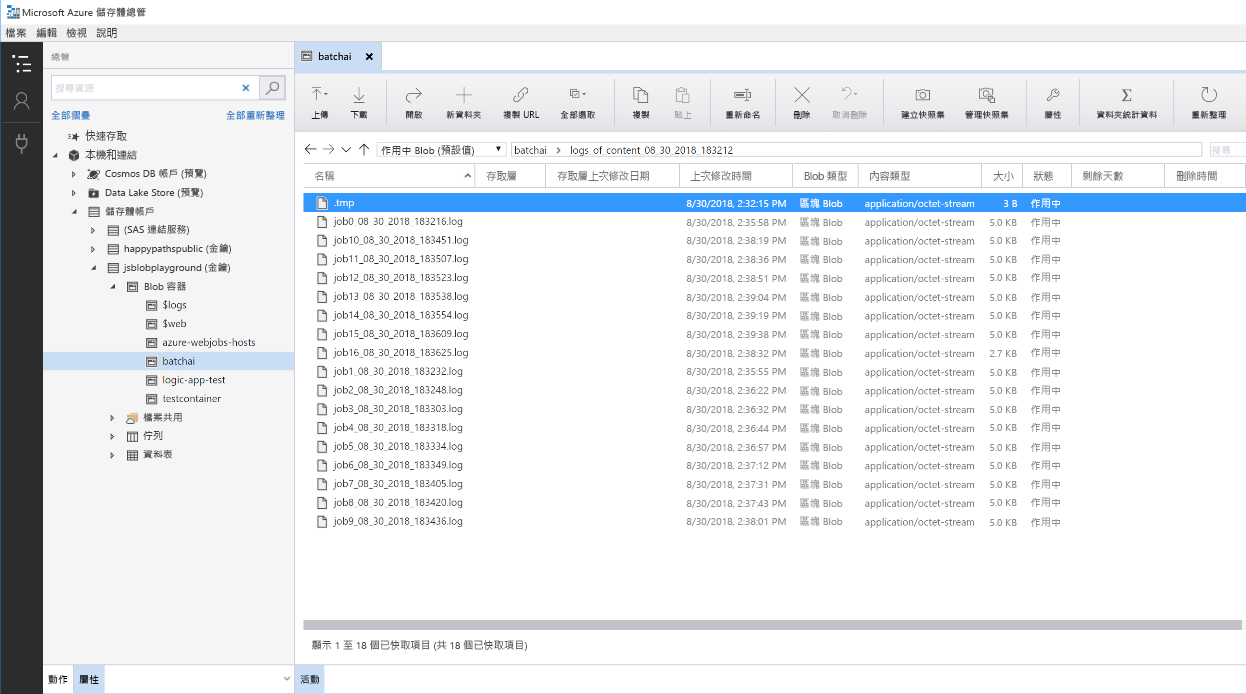 Microsoft Azure 儲存體總管
檔案 編輯 檢視 說明
總管
搜尋資源
全部摺疊 全部重新整理
快速存取
本機和連結
Cosmos DB 帳戶 (預覽)
Data Lake Store (預覽)
儲存體帳戶
(SAS 連結服務)
happypathspublic (金鑰)
jsblobplayground (金鑰)
Blob 容器
$logs
$web
azure-webjobs-hosts
batchai
logic-app-test
testcontainer
檔案共用
佇列
資料表
動作 屬性
batchai
上傳 下載 開啟 新資料夾 複製 URL 全部選取 複製 貼上 重新命名 刪除 取消刪除 建立快照集 管理快照集 屬性 資料夾統計資料 重新整理
作用中 Blob (預設值) batchai logs_of_content_08_30_2018_183212 搜尋
名稱 存取層 存取層上次修改日期 上次修改時間 Blob 類型 內容類型 大小 狀態 剩餘天數 刪除時間
.tmp 8/30/2018, 2:32:15 PM 區塊 Blob application/octet-stream 3 B 作用中
job0_08_30_2018_183216.log 8/30/2018, 2:35:58 PM 區塊 Blob application/octet-stream 5.0 KB 作用中
job10_08_30_2018_183451.log 8/30/2018, 2:38:19 PM 區塊 Blob application/octet-stream 5.0 KB 作用中
job11_08_30_2018_183507.log 8/30/2018, 2:38:36 PM 區塊 Blob application/octet-stream 5.0 KB 作用中
job12_08_30_2018_183523.log 8/30/2018, 2:38:51 PM 區塊 Blob application/octet-stream 5.0 KB 作用中
job13_08_30_2018_183538.log 8/30/2018, 2:39:04 PM 區塊 Blob application/octet-stream 5.0 KB 作用中
job14_08_30_2018_183554.log 8/30/2018, 2:39:19 PM 區塊 Blob application/octet-stream 5.0 KB 作用中
job15_08_30_2018_183609.log 8/30/2018, 2:39:38 PM 區塊 Blob application/octet-stream 5.0 KB 作用中
job16_08_30_2018_183625.log 8/30/2018, 2:38:32 PM 區塊 Blob application/octet-stream 2.7 KB 作用中
job1_08_30_2018_183232.log 8/30/2018, 2:35:55 PM 區塊 Blob application/octet-stream 5.0 KB 作用中
job2_08_30_2018_183248.log 8/30/2018, 2:36:22 PM 區塊 Blob application/octet-stream 5.0 KB 作用中
job3_08_30_2018_183303.log 8/30/2018, 2:36:32 PM 區塊 Blob application/octet-stream 5.0 KB 作用中
job4_08_30_2018_183318.log 8/30/2018, 2:36:44 PM 區塊 Blob application/octet-stream 5.0 KB 作用中
job5_08_30_2018_183334.log 8/30/2018, 2:36:57 PM 區塊 Blob application/octet-stream 5.0 KB 作用中
job6_08_30_2018_183349.log 8/30/2018, 2:37:12 PM 區塊 Blob application/octet-stream 5.0 KB 作用中
job7_08_30_2018_183405.log 8/30/2018, 2:37:31 PM 區塊 Blob application/octet-stream 5.0 KB 作用中
job8_08_30_2018_183420.log 8/30/2018, 2:37:43 PM 區塊 Blob application/octet-stream 5.0 KB 作用中
job9_08_30_2018_183436.log 8/30/2018, 2:38:01 PM 區塊 Blob application/octet-stream 5.0 KB 作用中
顯示 1 至 18 個已快取項目 (共 18 個已快取項目)
活動